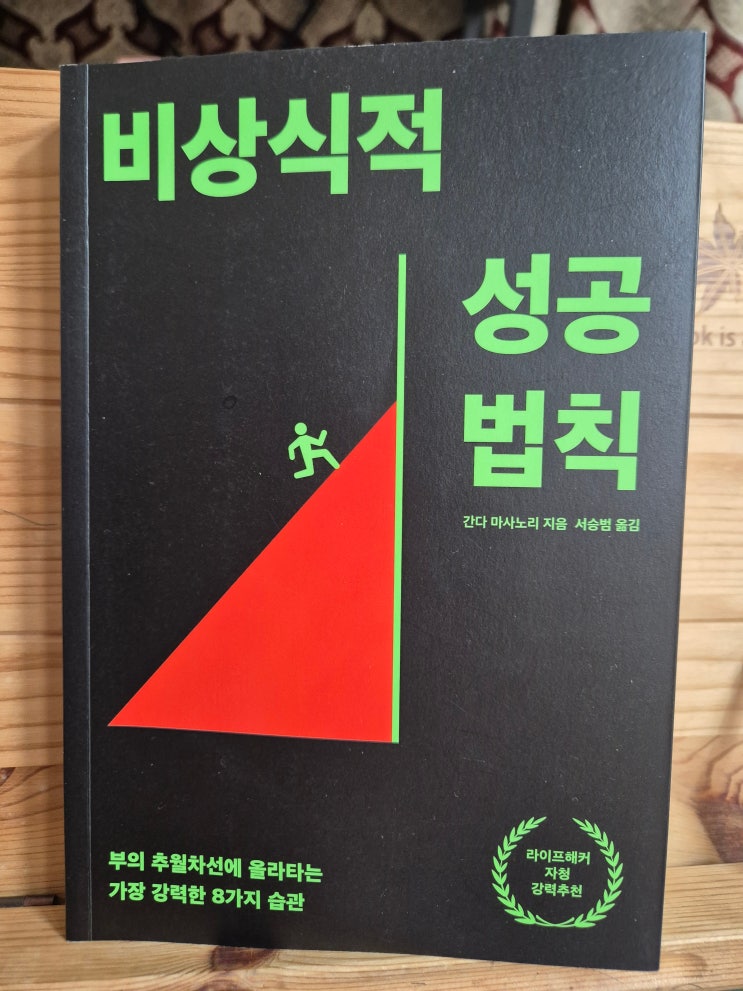 비상식적
성공
법칙
간다 마사노리 지음 서승범 옮김
부의 추월차선에 올라타는
가장 강력한 8가지 습관
라이프해커
자청
강력추천
ok is